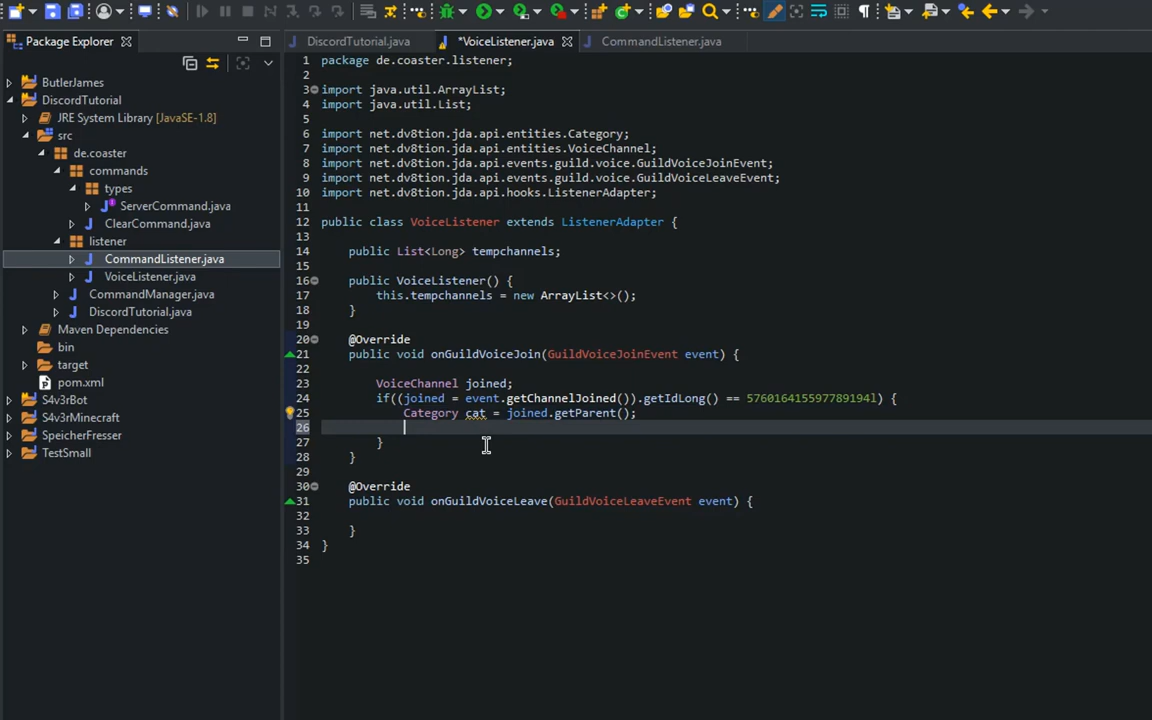 Package Explorer
ButlerJames
DiscordTutorial
JRE System Library [JavaSE-1.8]
src
de.coaster
commands
types
ServerCommand.java
ClearCommand.java
listener
CommandListener.java
VoiceListener.java
CommandManager.java
DiscordTutorial.java
Maven Dependencies
bin
target
pom.xml
S4v3rBot
S4v3rMinecraft
SpeicherFresser
TestSmall
DiscordTutorial.java *VoiceListener.java CommandListener.java
1 package de.coaster.listener;
2
3 import java.util.ArrayList;
4 import java.util.List;
5
6 import net.dv8tion.jda.api.entities.Category;
7 import net.dv8tion.jda.api.entities.VoiceChannel;
8 import net.dv8tion.jda.api.events.guild.voice.GuildVoiceJoinEvent;
9 import net.dv8tion.jda.api.events.guild.voice.GuildVoiceLeaveEvent;
10 import net.dv8tion.jda.api.hooks.ListenerAdapter;
11
12 public class VoiceListener extends ListenerAdapter {
13
14 public List<Long> tempchannels;
15
16 public VoiceListener() {
17 this.tempchannels = new ArrayList<>();
18 }
19
20 @Override
21 public void onGuildVoiceJoin(GuildVoiceJoinEvent event) {
22
23 VoiceChannel joined;
24 if((joined = event.getChannelJoined()).getIdLong() == 576016415597789194l) {
25 Category cat = joined.getParent();
26
27 }
28 }
29
30 @Override
31 public void onGuildVoiceLeave(GuildVoiceLeaveEvent event) {
32
33 }
34 }
35